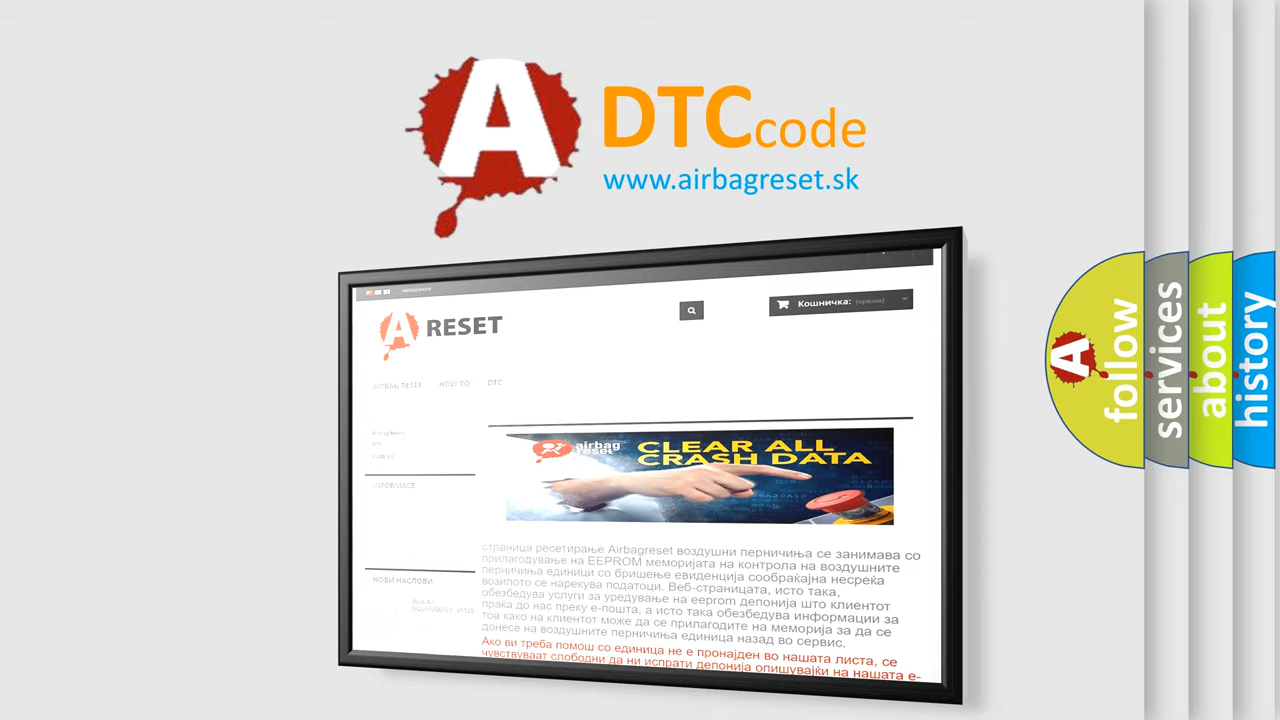 A
DTCcode
www.airbagreset.sk
A RESET
Кошничка: (празна)
AIRBAG RESET HOW TO DTC
airbag
reset
CLEAR ALL
CRASH DATA
INFORMACE
НОВИ НАСЛОВИ
страница ресетирање Airbagreset воздушни перничиња се занимава со
прилагодување на EEPROM меморијата на контрола на воздушните
перничиња единици со бришење евиденција сообраќајна несреќа
возилото се нарекува податоци. Веб-страницата, исто така,
обезбедува услуги за уредување на eeprom депонија што клиентот
праќа до нас преку е-пошта, а исто така обезбедува информации за
тоа како на клиентот може да се прилагодите на меморија за да се
донесе на воздушните перничиња единица назад во сервис.
Ако ви треба помош со единица не е пронајден во нашата листа, се
чувствуваат слободни да ни испрати депонија опишувајќи на нашата е-
A
follow
services
about
history